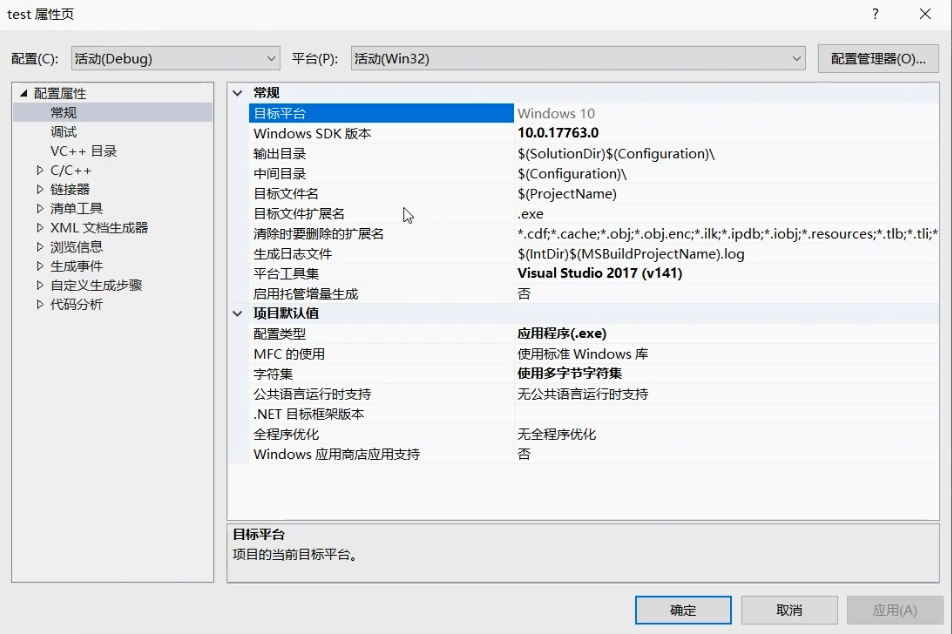 test 属性页
配置(C): 活动(Debug) 平台(P): 活动(Win32) 配置管理器(O)...
配置属性
常规
调试
VC++ 目录
C/C++
链接器
清单工具
XML 文档生成器
浏览信息
生成事件
自定义生成步骤
代码分析
常规
目标平台 Windows 10
Windows SDK 版本 10.0.17763.0
输出目录 $(SolutionDir)$(Configuration)\
中间目录 $(Configuration)\
目标文件名 $(ProjectName)
目标文件扩展名 .exe
清除时要删除的扩展名 *.cdf;*.cache;*.obj;*.obj.enc;*.ilk;*.ipdb;*.iobj;*.resources;*.tlb;*.tli;*
生成日志文件 $(IntDir)$(MSBuildProjectName).log
平台工具集 Visual Studio 2017 (v141)
启用托管增量生成 否
项目默认值
配置类型 应用程序(.exe)
MFC 的使用 使用标准 Windows 库
字符集 使用多字节字符集
公共语言运行时支持 无公共语言运行时支持
.NET 目标框架版本
全程序优化 无全程序优化
Windows 应用商店应用支持 否
目标平台
项目的当前目标平台。
确定 取消 应用(A)